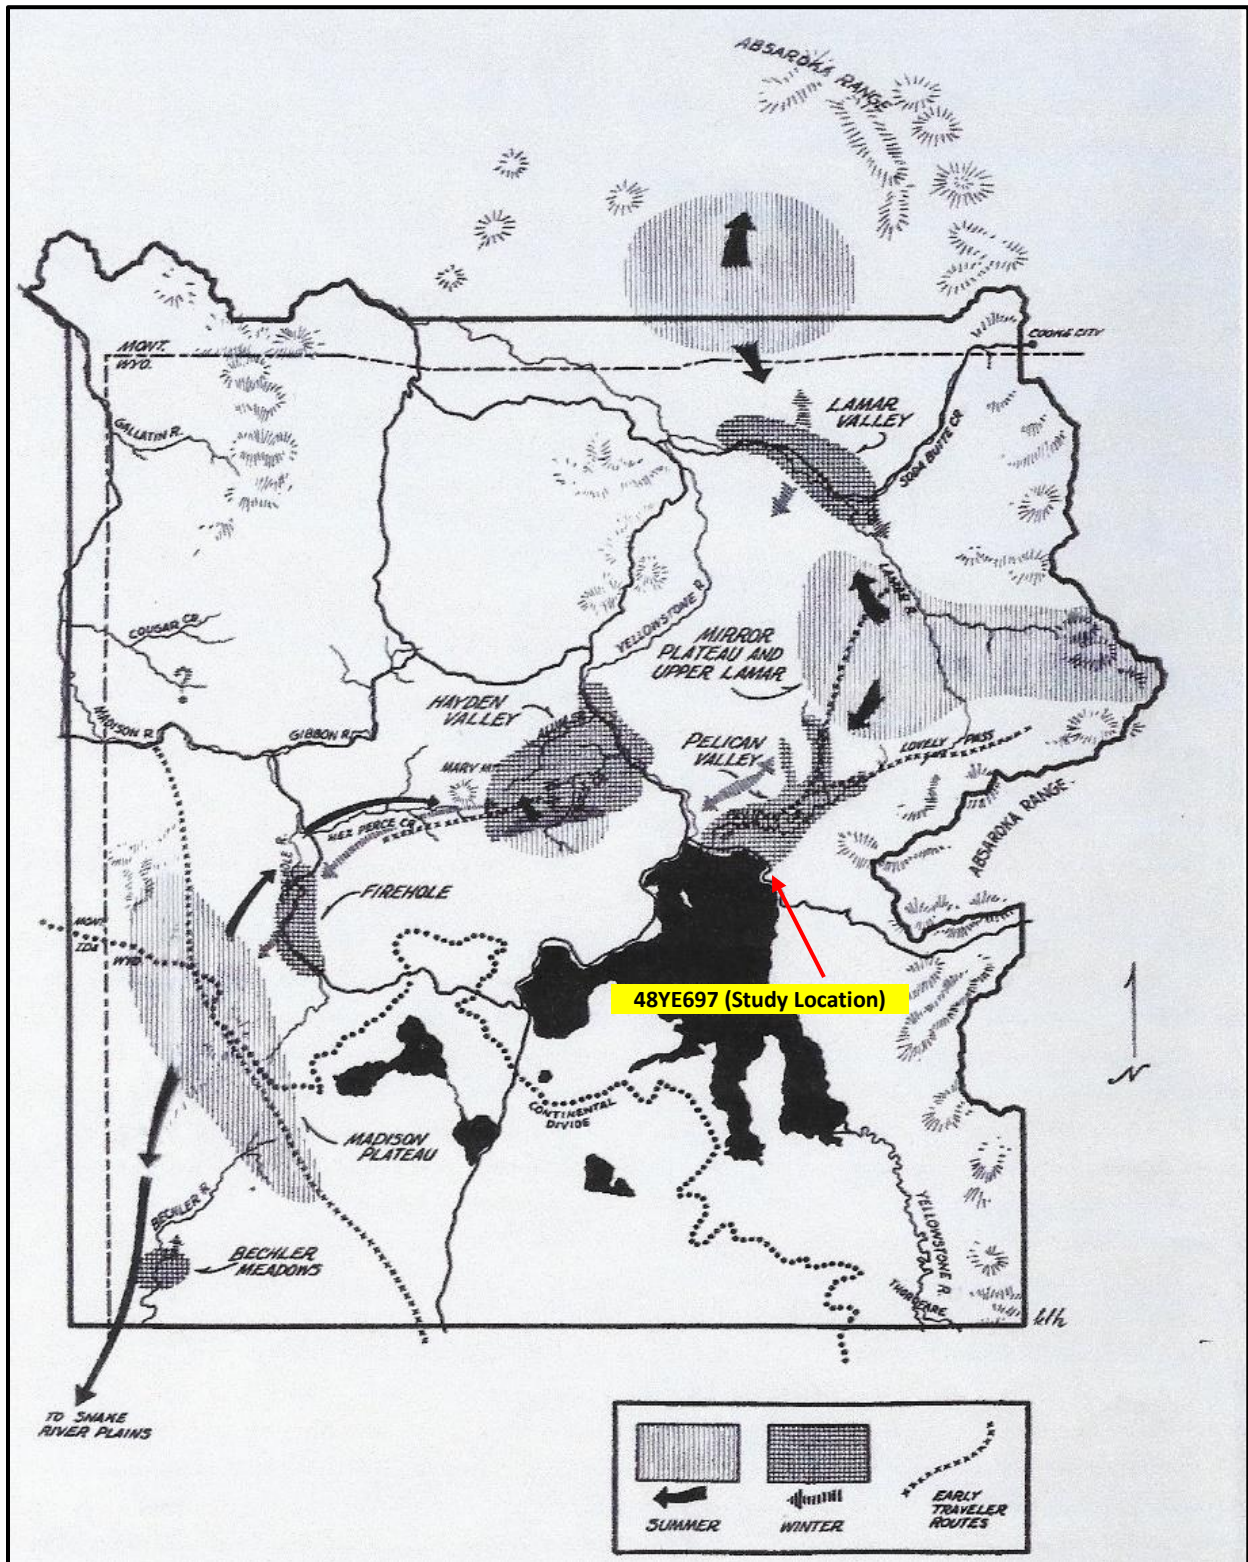 ABSAROKA RANGE
MONT.
WYO.
COOKE CITY
GALLATIN R.
LAMAR
VALLEY
SODA BUTTE CR
LAMAR R.
COUGAR CR.
YELLOWSTONE R.
MIRROR
PLATEAU AND
UPPER LAMAR
HAYDEN
VALLEY
MADISON R.
GIBBON R.
ALUM CR
MARY MT
PELICAN
VALLEY
LOVELY PASS
NEZ PERCE CR
ABSAROKA RANGE.
FIREHOLE
MONT.
IDA
WYO
48YE697 (Study Location)
N
CONTINENTAL
DIVIDE
MADISON
PLATEAU
BECHLER R.
BECHLER
MEADOWS
YELLOWSTONE R.
THOROFARE
klh
TO SNAKE
RIVER PLAINS
SUMMER
WINTER
EARLY
TRAVELER
ROUTES